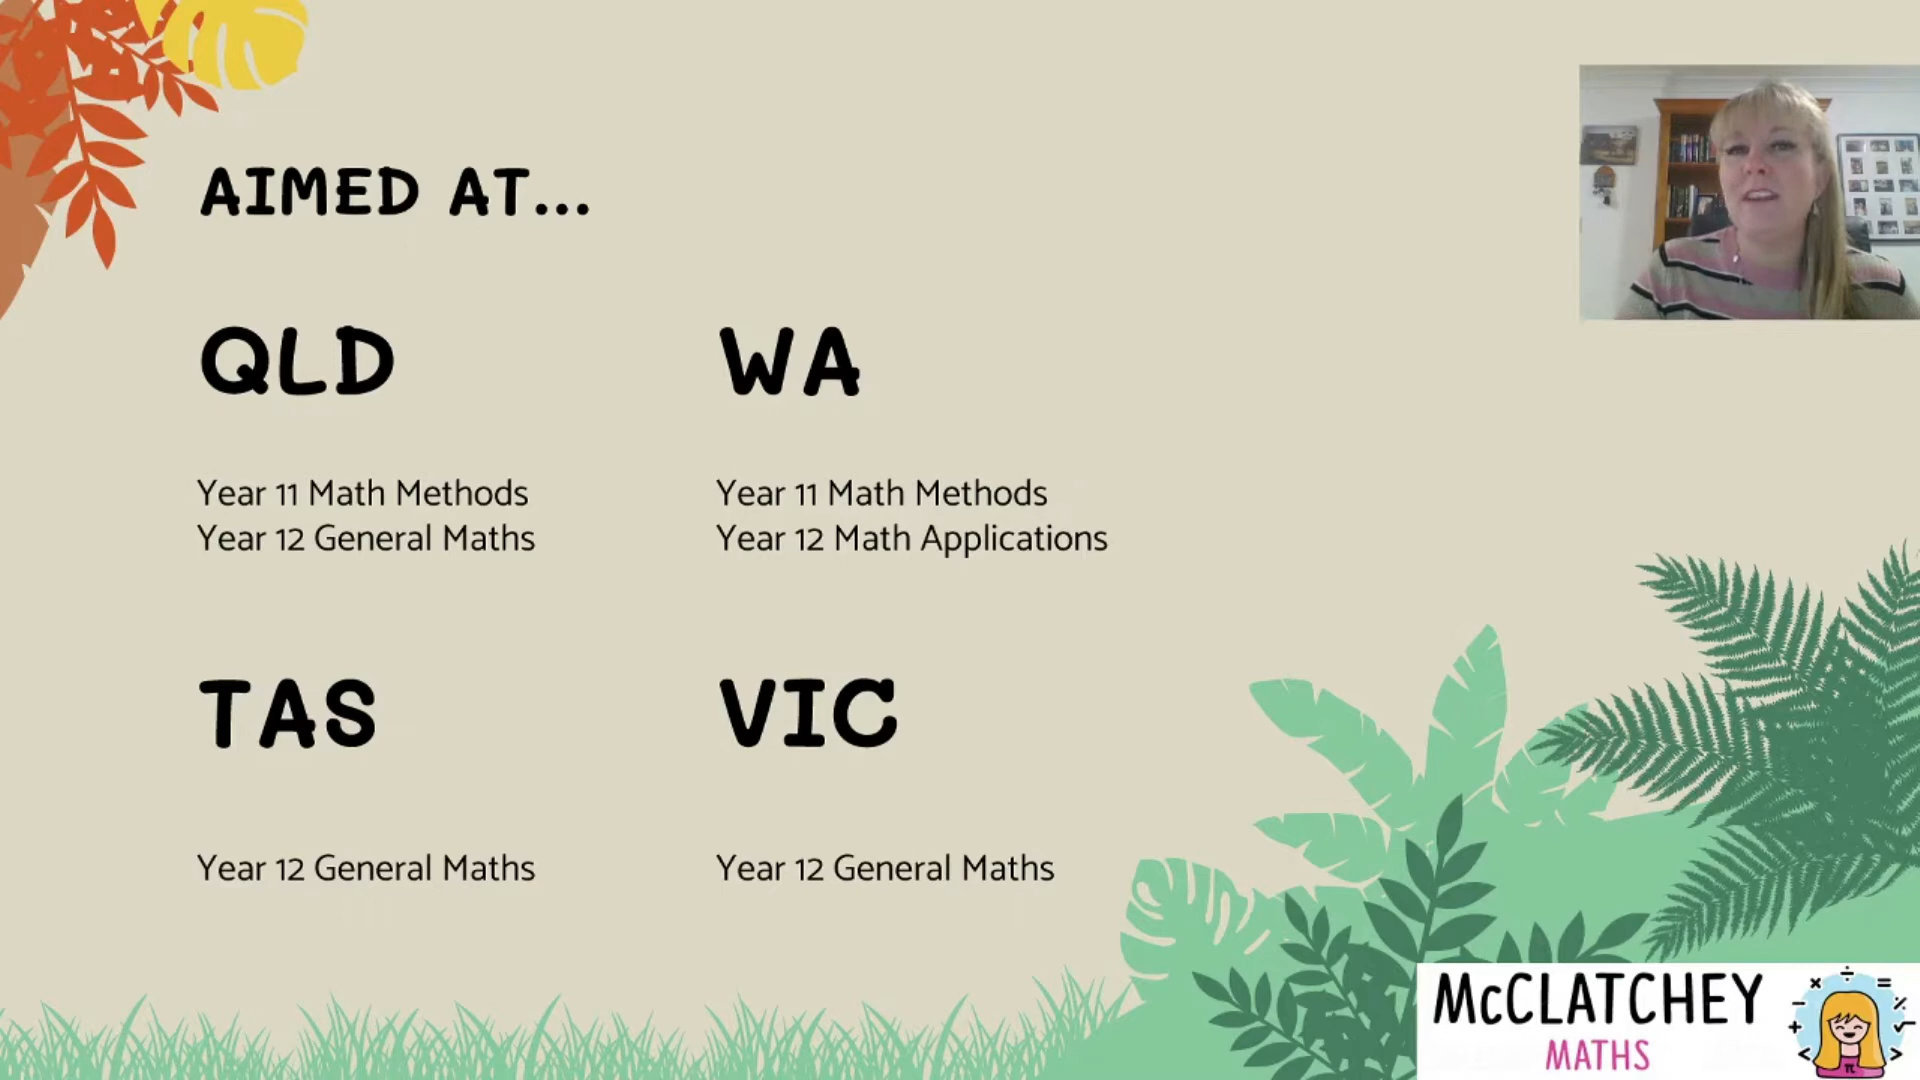 AIMED AT...
QLD
Year 11 Math Methods
Year 12 General Maths
WA
Year 11 Math Methods
Year 12 Math Applications
TAS
Year 12 General Maths
VIC
Year 12 General Maths
McCLATCHEY
MATHS